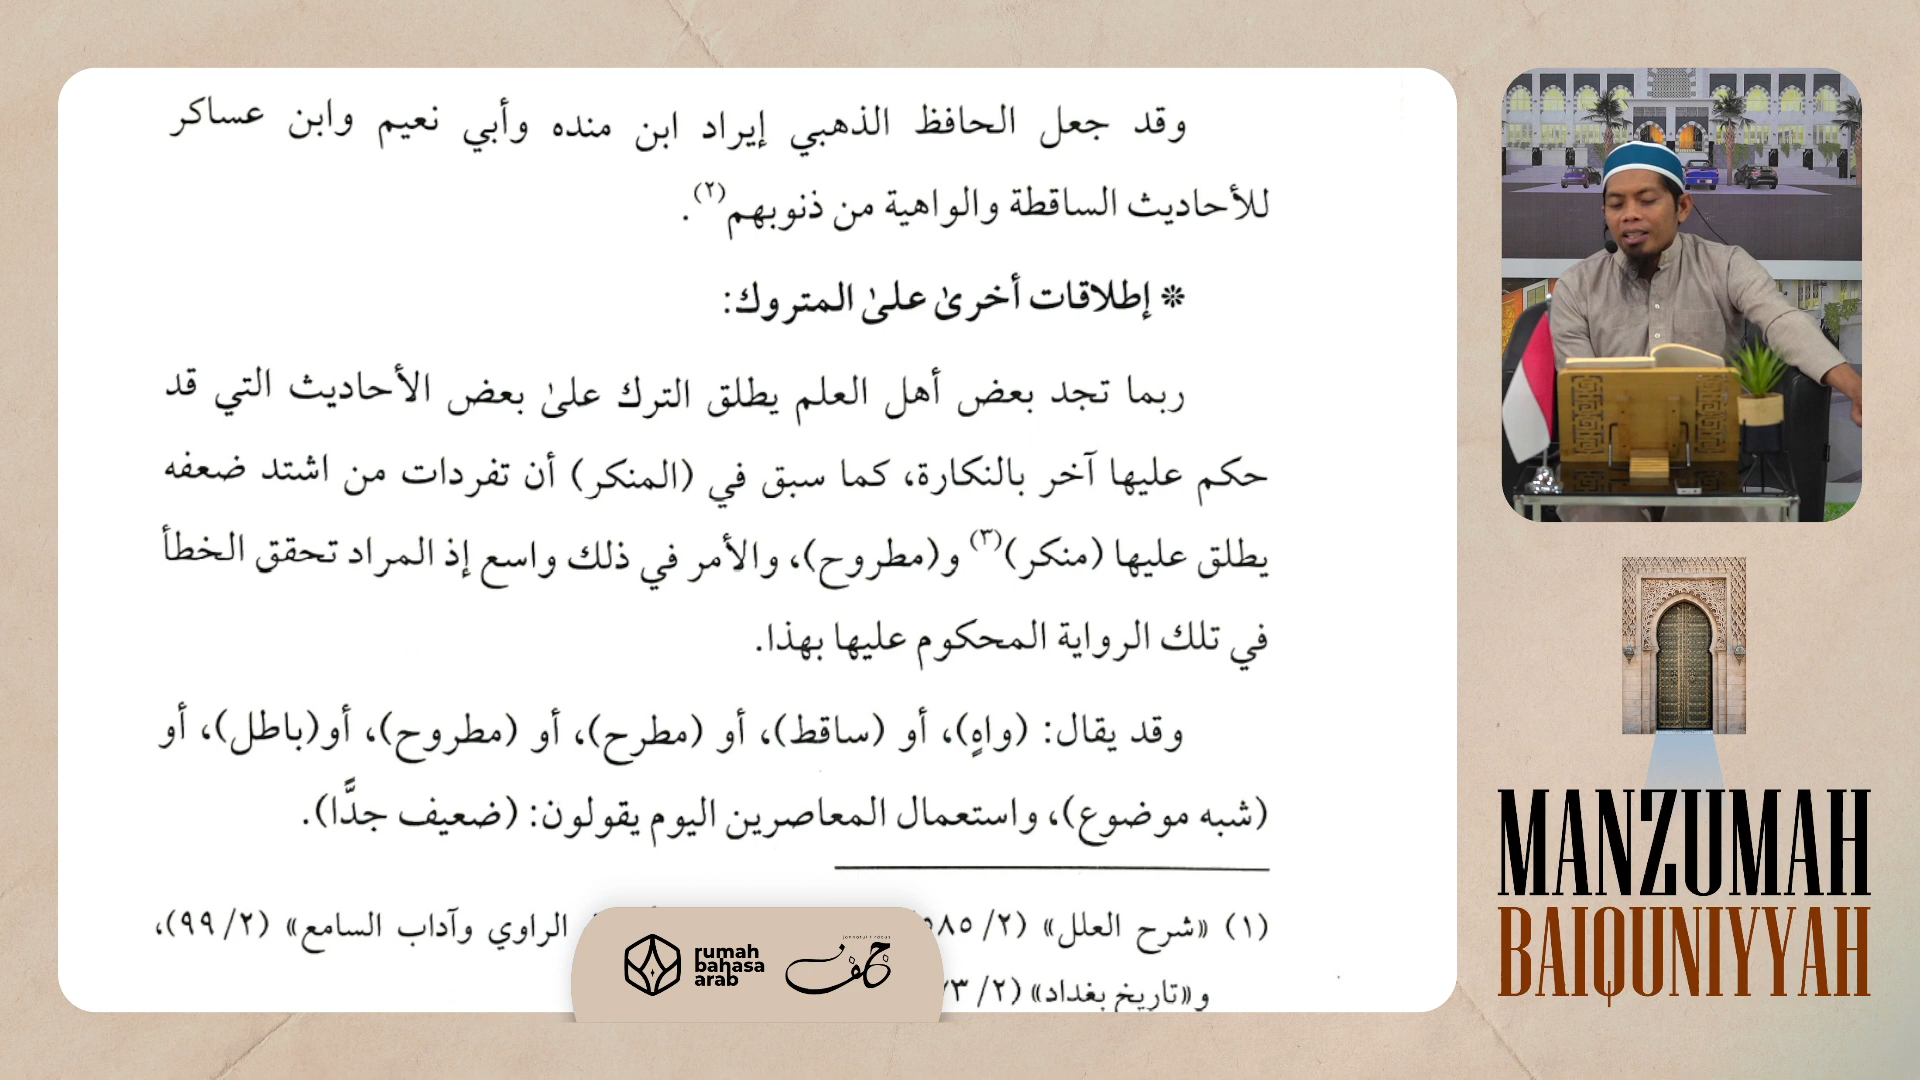 وقد جعل الحافظ الذهبي إيراد ابن منده وأبي نعيم وابن عساكر
للأحاديث الساقطة والواهية من ذنوبهم(٢).
❊ إطلاقات أخرىٰ علىٰ المتروك:
ربما تجد بعض أهل العلم يطلق الترك علىٰ بعض الأحاديث التي قد
حكم عليها آخر بالنكارة، كما سبق في (المنكر) أن تفردات من اشتد ضعفه
يطلق عليها (منكر)(٣) و(مطروح)، والأمر في ذلك واسع إذ المراد تحقق الخطأ
في تلك الرواية المحكوم عليها بهذا.
وقد يقال: (واهٍ)، أو (ساقط)، أو (مطرح)، أو (مطروح)، أو(باطل)، أو
(شبه موضوع)، واستعمال المعاصرين اليوم يقولون: (ضعيف جدًّا).
(١) «شرح العلل» (٢/ ٥٨٥ الراوي وآداب السامع» (٢/ ٩٩)،
و«تاريخ بغداد» (٢/
rumah
bahasa
arab
MANZUMAH
BAIQUNIYYAH